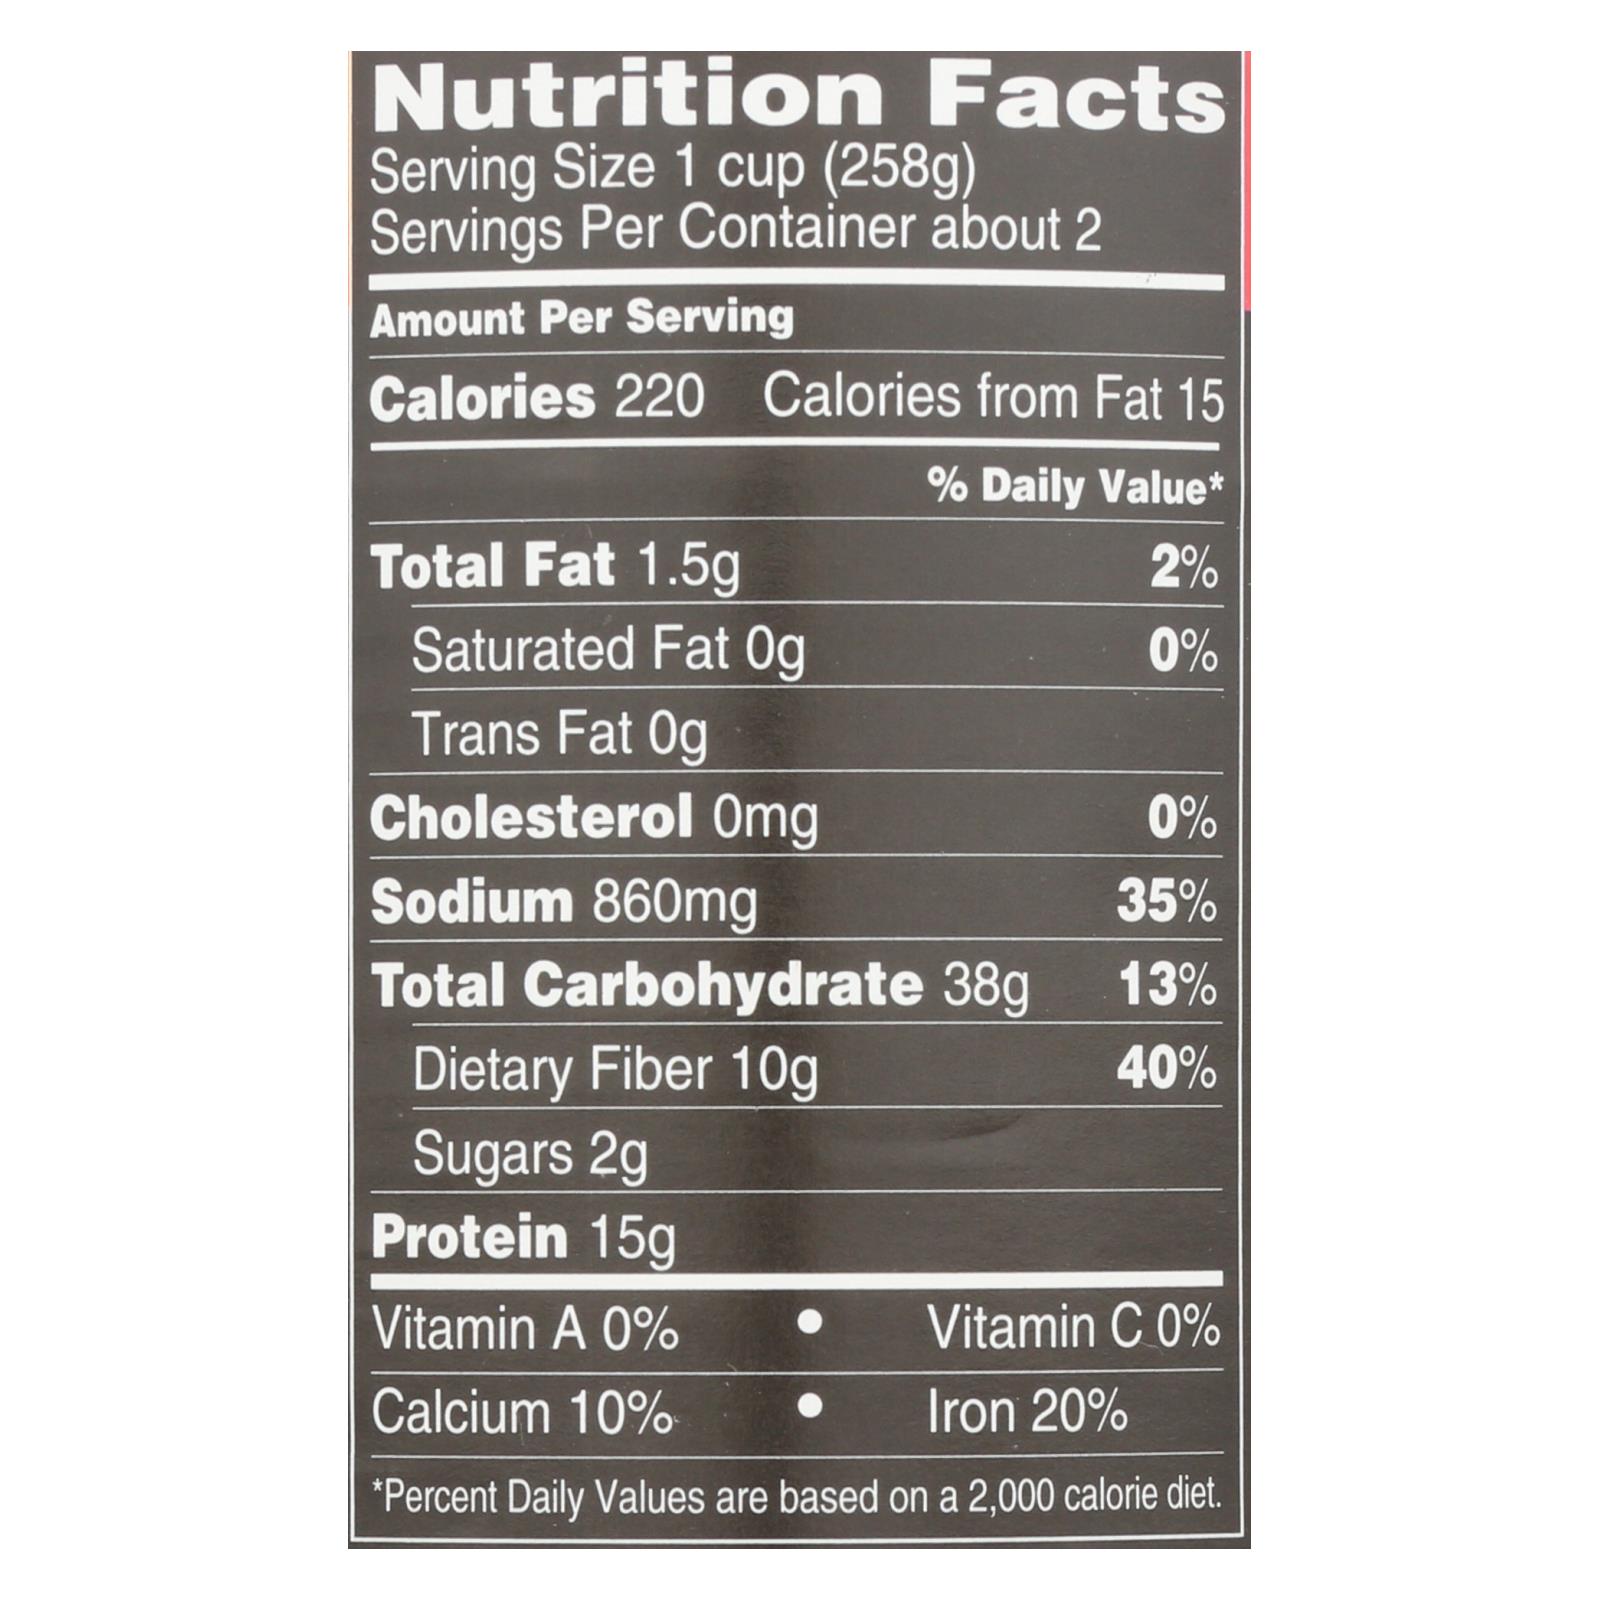 Nutrition Facts
Serving Size 1 cup (258g)
Servings Per Container about 2
Amount Per Serving
Calories 220 Calories from Fat 15
% Daily Value*
Total Fat 1.5g 2%
Saturated Fat 0g 0%
Trans Fat 0g
Cholesterol 0mg 0%
Sodium 860mg 35%
Total Carbohydrate 38g 13%
Dietary Fiber 10g 40%
Sugars 2g
Protein 15g
Vitamin A 0% • Vitamin C 0%
Calcium 10% • Iron 20%
*Percent Daily Values are based on a 2,000 calorie diet.